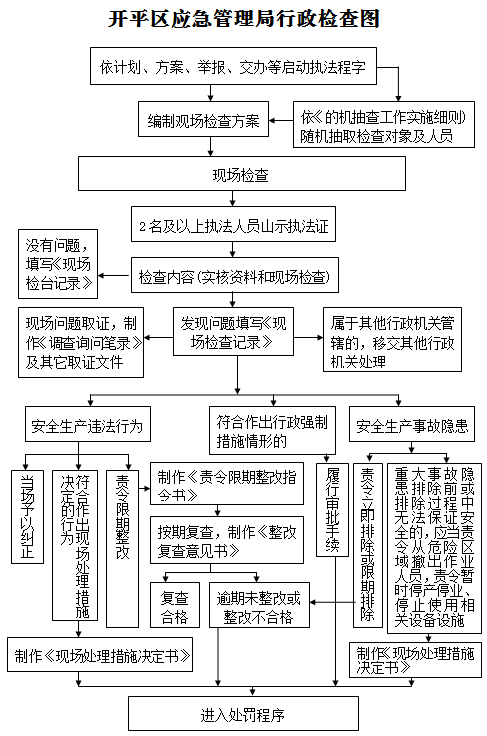 开平区应急管理局行政检查图
依计划、方案、举报、交办等启动执法程字
编制观场检查方案
依《的机抽查工作实施细则)
随机抽取检查对象及人员
现场检查
2名及以上执法人员山示执法证
没有问题,
填写《现场
检台记录》
检查内容(实核资料和现场检查)
现场问题取证,制
作《调查询问笔录》
及其它取证文件
发现问题填写《现
场检查记录》
属于其他行政机关管
辖的,移交其他行政
机关处理
安全生产违法行为
符合作出行政强制
措施情形的
安全生产事故隐患
当场予以纠正
符合作出现场处理措施
决定的行为
责令限期整改
制作《责令限期整改指
令书》
按期复查,制作《整改
复查意见书》
复查
合格
逾期未整改或
整改不合格
履行审批手续
责令立即排除或限期排除
重大事故隐
患排除前或
排除过程中
无法保证安
全的,应当责
令从危险区
域撤出作业
人员,责令暂
时停产停业、
停止使用相
关设备设施
制作《现场处理措施决定书》
制作《现场处理措施
决定书》
进入处罚程序